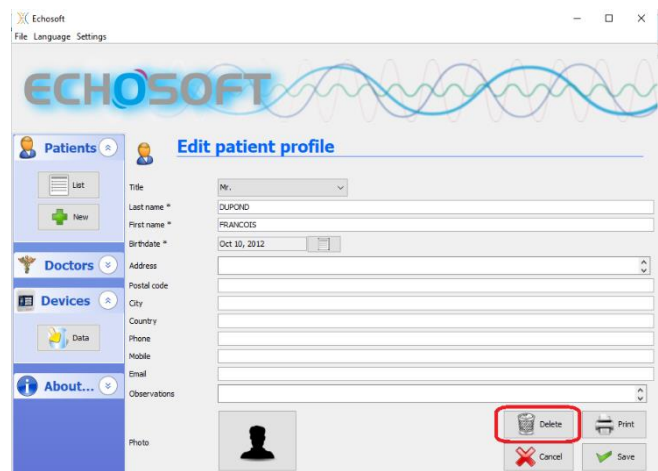 Echosoft
File Language Settings
ECHOSOFT
Patients
Edit patient profile
List
New
Doctors
Devices
Data
About...
Title
Mr.
Last name *
DUPOND
First name *
FRANCOIS
Birthdate *
Oct 10, 2012
Address
Postal code
City
Country
Phone
Mobile
Email
Observations
Photo
Delete
Print
Cancel
Save